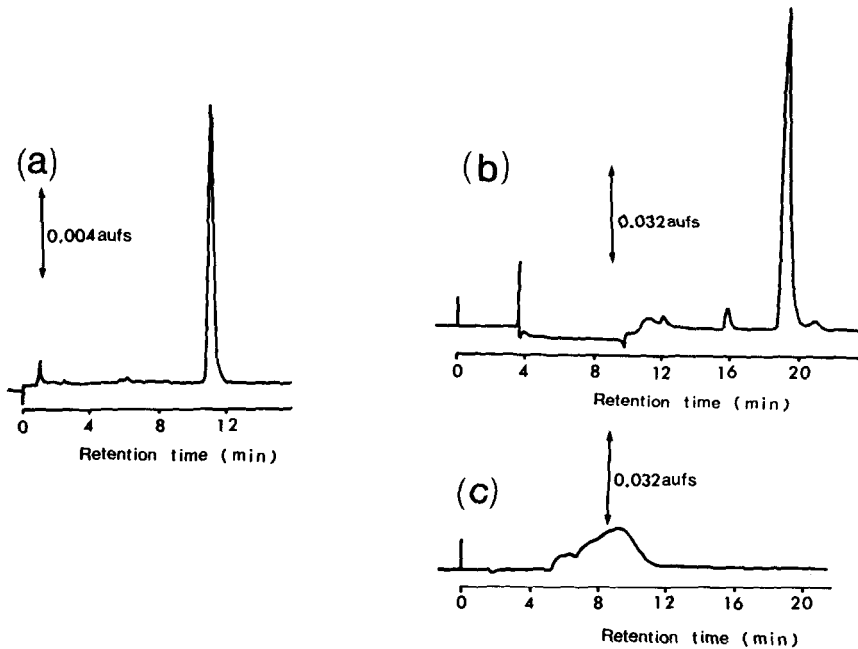 (a)
0.004aufs
0 4 8 12
Retention time (min)
(b)
0.032aufs
0 4 8 12 16 20
Retention time (min)
(c)
0.032aufs
0 4 8 12 16 20
Retention time (min)